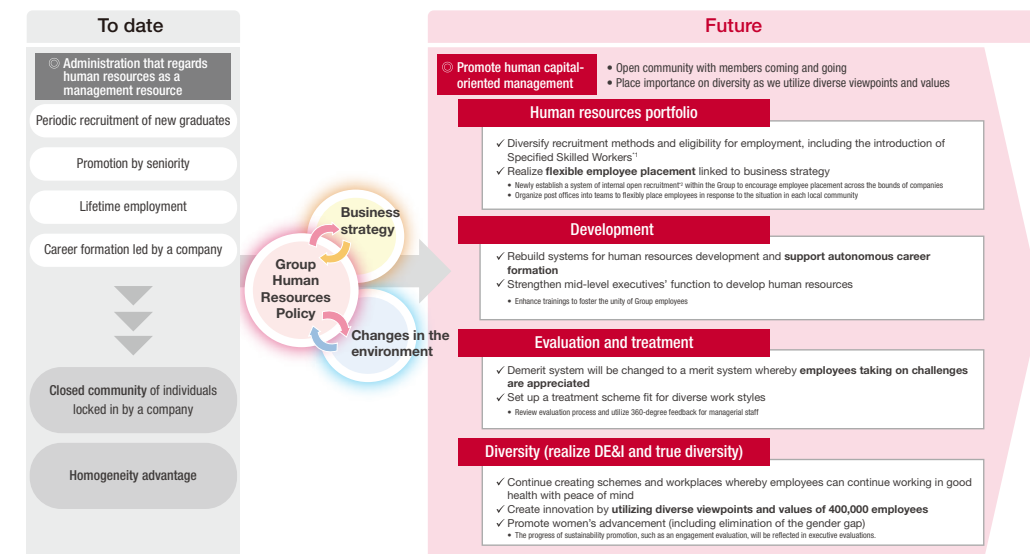 To date
◎ Administration that regards
human resources as a
management resource
Periodic recruitment of new graduates
Promotion by seniority
Lifetime employment
Career formation led by a company
Closed community of individuals
locked in by a company
Homogeneity advantage
Business
strategy
Group
Human
Resources
Policy
Changes in the
environment
Future
◎ Promote human capital-
oriented management
• Open community with members coming and going
• Place importance on diversity as we utilize diverse viewpoints and values
Human resources portfolio
✓ Diversify recruitment methods and eligibility for employment, including the introduction of
Specified Skilled Workers*1
✓ Realize flexible employee placement linked to business strategy
• Newly establish a system of internal open recruitment*2 within the Group to encourage employee placement across the bounds of companies
• Organize post offices into teams to flexibly place employees in response to the situation in each local community
Development
✓ Rebuild systems for human resources development and support autonomous career
formation
✓ Strengthen mid-level executives' function to develop human resources
• Enhance trainings to foster the unity of Group employees
Evaluation and treatment
✓ Demerit system will be changed to a merit system whereby employees taking on challenges
are appreciated
✓ Set up a treatment scheme fit for diverse work styles
• Review evaluation process and utilize 360-degree feedback for managerial staff
Diversity (realize DE&I and true diversity)
✓ Continue creating schemes and workplaces whereby employees can continue working in good
health with peace of mind
✓ Create innovation by utilizing diverse viewpoints and values of 400,000 employees
✓ Promote women's advancement (including elimination of the gender gap)
• The progress of sustainability promotion, such as an engagement evaluation, will be reflected in executive evaluations.